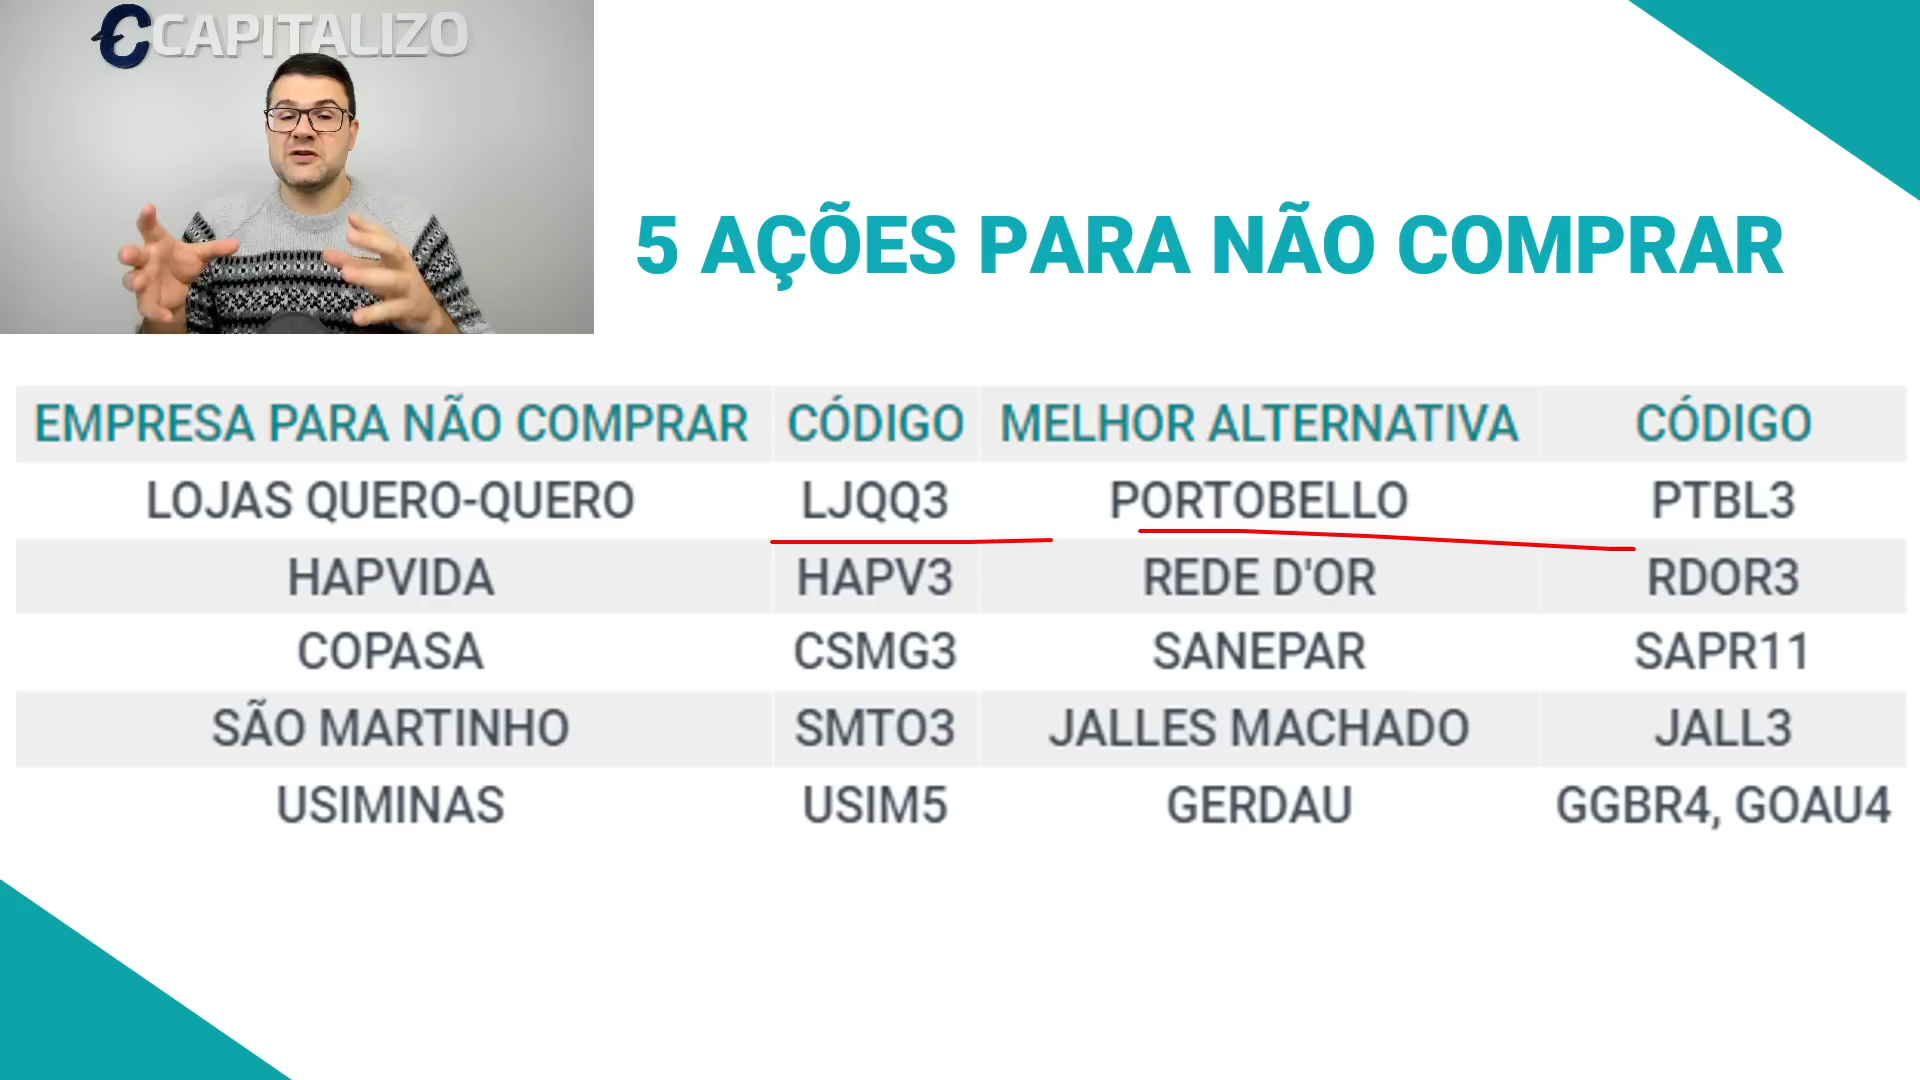 CAPITALIZO
5 AÇÕES PARA NÃO COMPRAR
EMPRESA PARA NÃO COMPRAR CÓDIGO MELHOR ALTERNATIVA CÓDIGO
LOJAS QUERO-QUERO LJQQ3 PORTOBELLO PTBL3
HAPVIDA HAPV3 REDE D'OR RDOR3
COPASA CSMG3 SANEPAR SAPR11
SÃO MARTINHO SMTO3 JALLES MACHADO JALL3
USIMINAS USIM5 GERDAU GGBR4, GOAU4